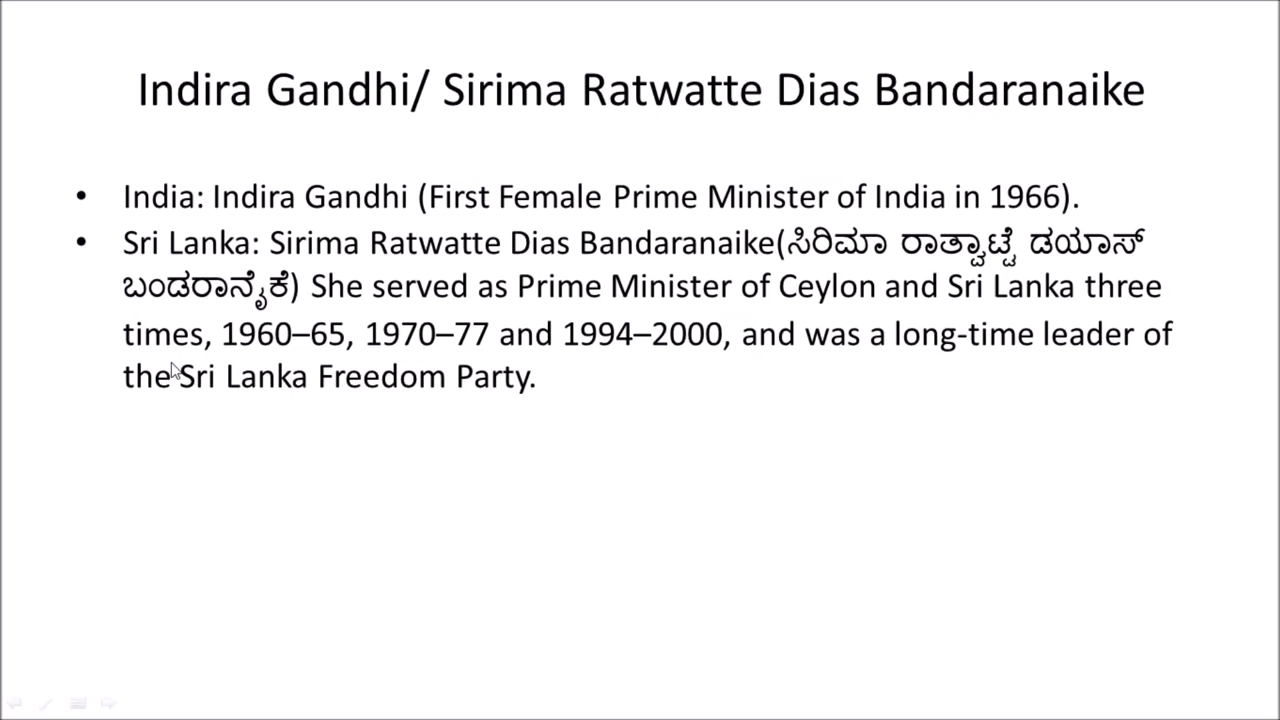 Indira Gandhi/ Sirima Ratwatte Dias Bandaranaike
• India: Indira Gandhi (First Female Prime Minister of India in 1966).
• Sri Lanka: Sirima Ratwatte Dias Bandaranaike(ಸಿರಿಮಾ ರಾತ್ವಾಟ್ಟೆ ಡಯಾಸ್
ಬಂಡರಾನೈಕೆ) She served as Prime Minister of Ceylon and Sri Lanka three
times, 1960–65, 1970–77 and 1994–2000, and was a long-time leader of
the Sri Lanka Freedom Party.